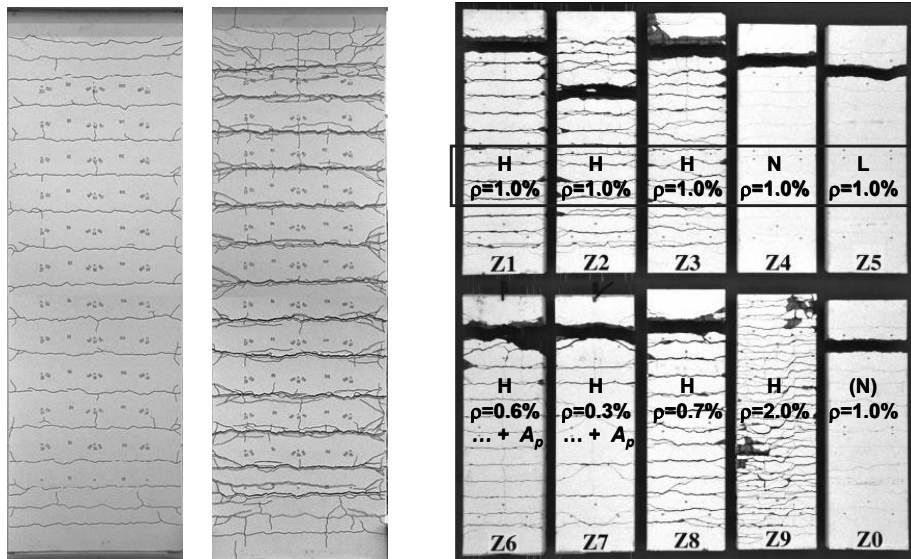 H
ρ=1.0%
Z1
H
ρ=1.0%
Z2
H
ρ=1.0%
Z3
N
ρ=1.0%
Z4
L
ρ=1.0%
Z5
H
ρ=0.6%
... + Ap
Z6
H
ρ=0.3%
... + Ap
Z7
H
ρ=0.7%
Z8
H
ρ=2.0%
Z9
(N)
ρ=1.0%
Z0